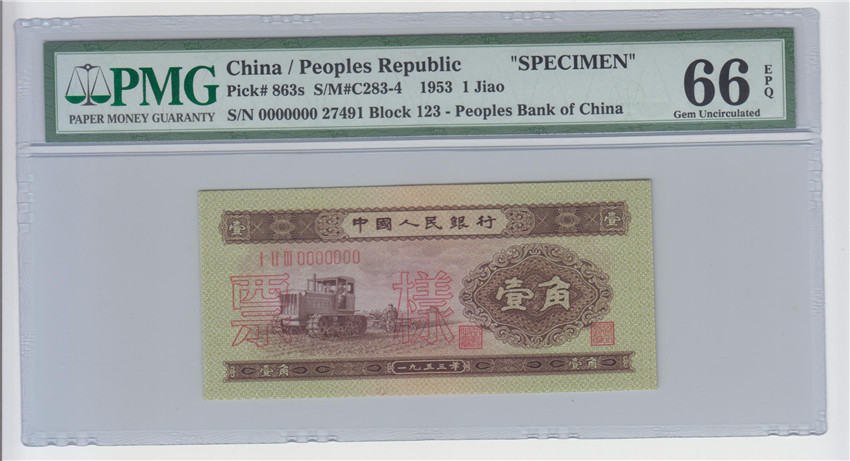 PMG
PAPER MONEY GUARANTY
China / Peoples Republic "SPECIMEN"
Pick# 863s S/M#C283-4 1953 1 Jiao
S/N 0000000 27491 Block 123 - Peoples Bank of China
66 EPQ
Gem Uncirculated
壹 中國人民銀行 壹
I II III 0000000
票樣
壹角
壹角 一九五三年 壹角